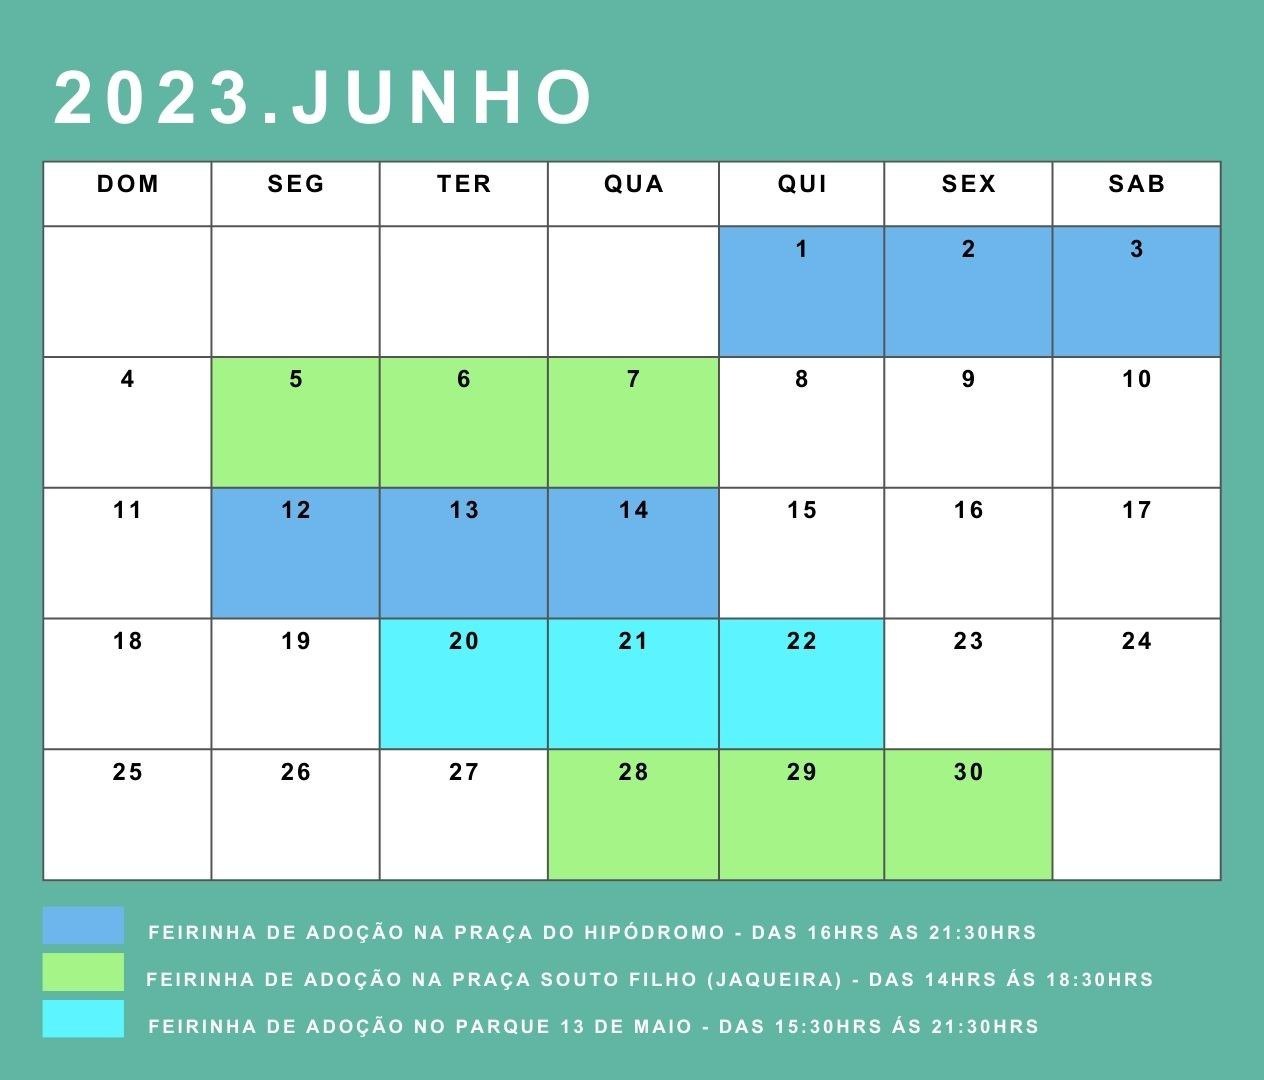 2023.JUNHO
DOM SEG TER QUA QUI SEX SAB
1 2 3
4 5 6 7 8 9 10
11 12 13 14 15 16 17
18 19 20 21 22 23 24
25 26 27 28 29 30
FEIRINHA DE ADOÇÃO NA PRAÇA DO HIPÓDROMO - DAS 16HRS AS 21:30HRS
FEIRINHA DE ADOÇÃO NA PRAÇA SOUTO FILHO (JAQUEIRA) - DAS 14HRS ÁS 18:30HRS
FEIRINHA DE ADOÇÃO NO PARQUE 13 DE MAIO - DAS 15:30HRS ÁS 21:30HRS